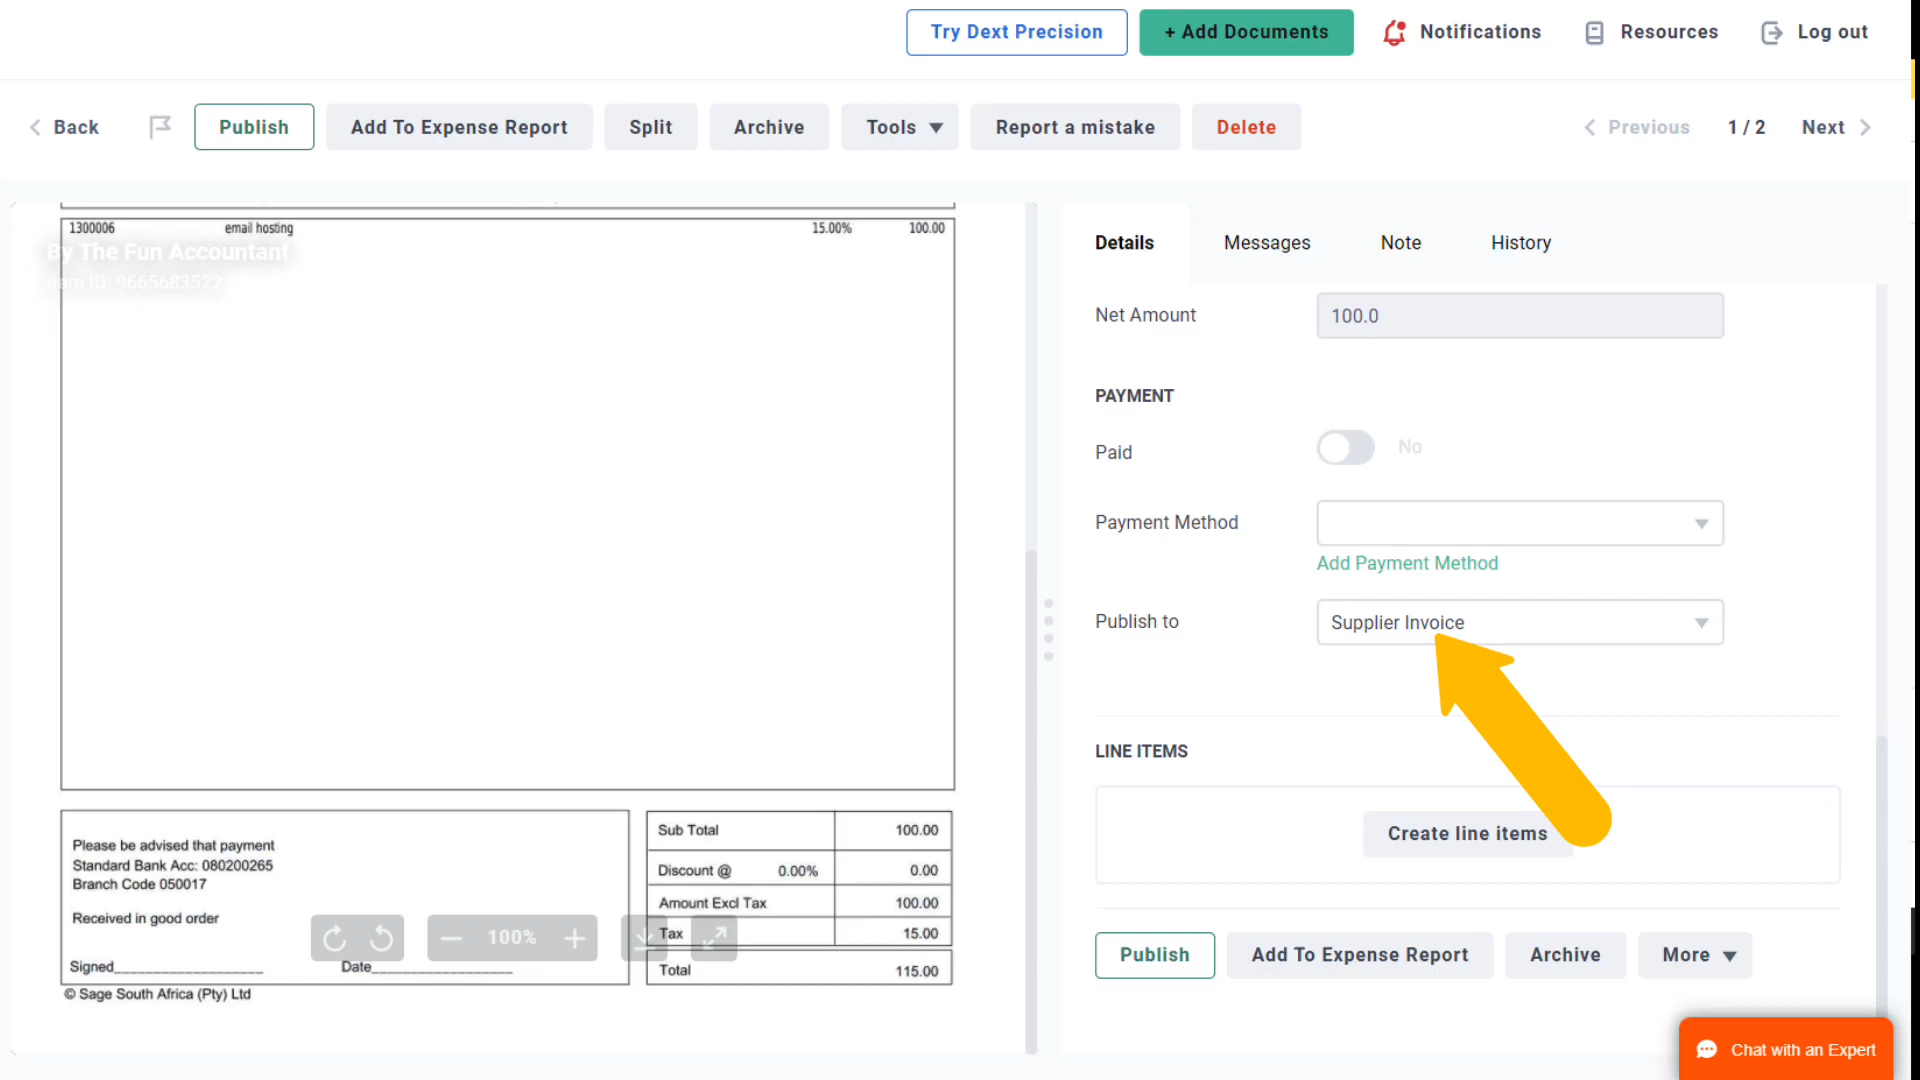 Try Dext Precision
+ Add Documents
Notifications
Resources
Log out
Back
Publish
Add To Expense Report
Split
Archive
Tools
Report a mistake
Delete
Previous
1 / 2
Next
1300006 email hosting 15.00% 100.00
By The Fun Accountant
Item ID: 9665683522
Please be advised that payment
Standard Bank Acc: 080200265
Branch Code 050017
Received in good order
Signed____________________ Date____________________
© Sage South Africa (Pty) Ltd
Sub Total 100.00
Discount @ 0.00% 0.00
Amount Excl Tax 100.00
Tax 15.00
Total 115.00
100%
Details
Messages
Note
History
Net Amount 100.0
PAYMENT
Paid No
Payment Method
Add Payment Method
Publish to Supplier Invoice
LINE ITEMS
Create line items
Publish
Add To Expense Report
Archive
More
Chat with an Expert